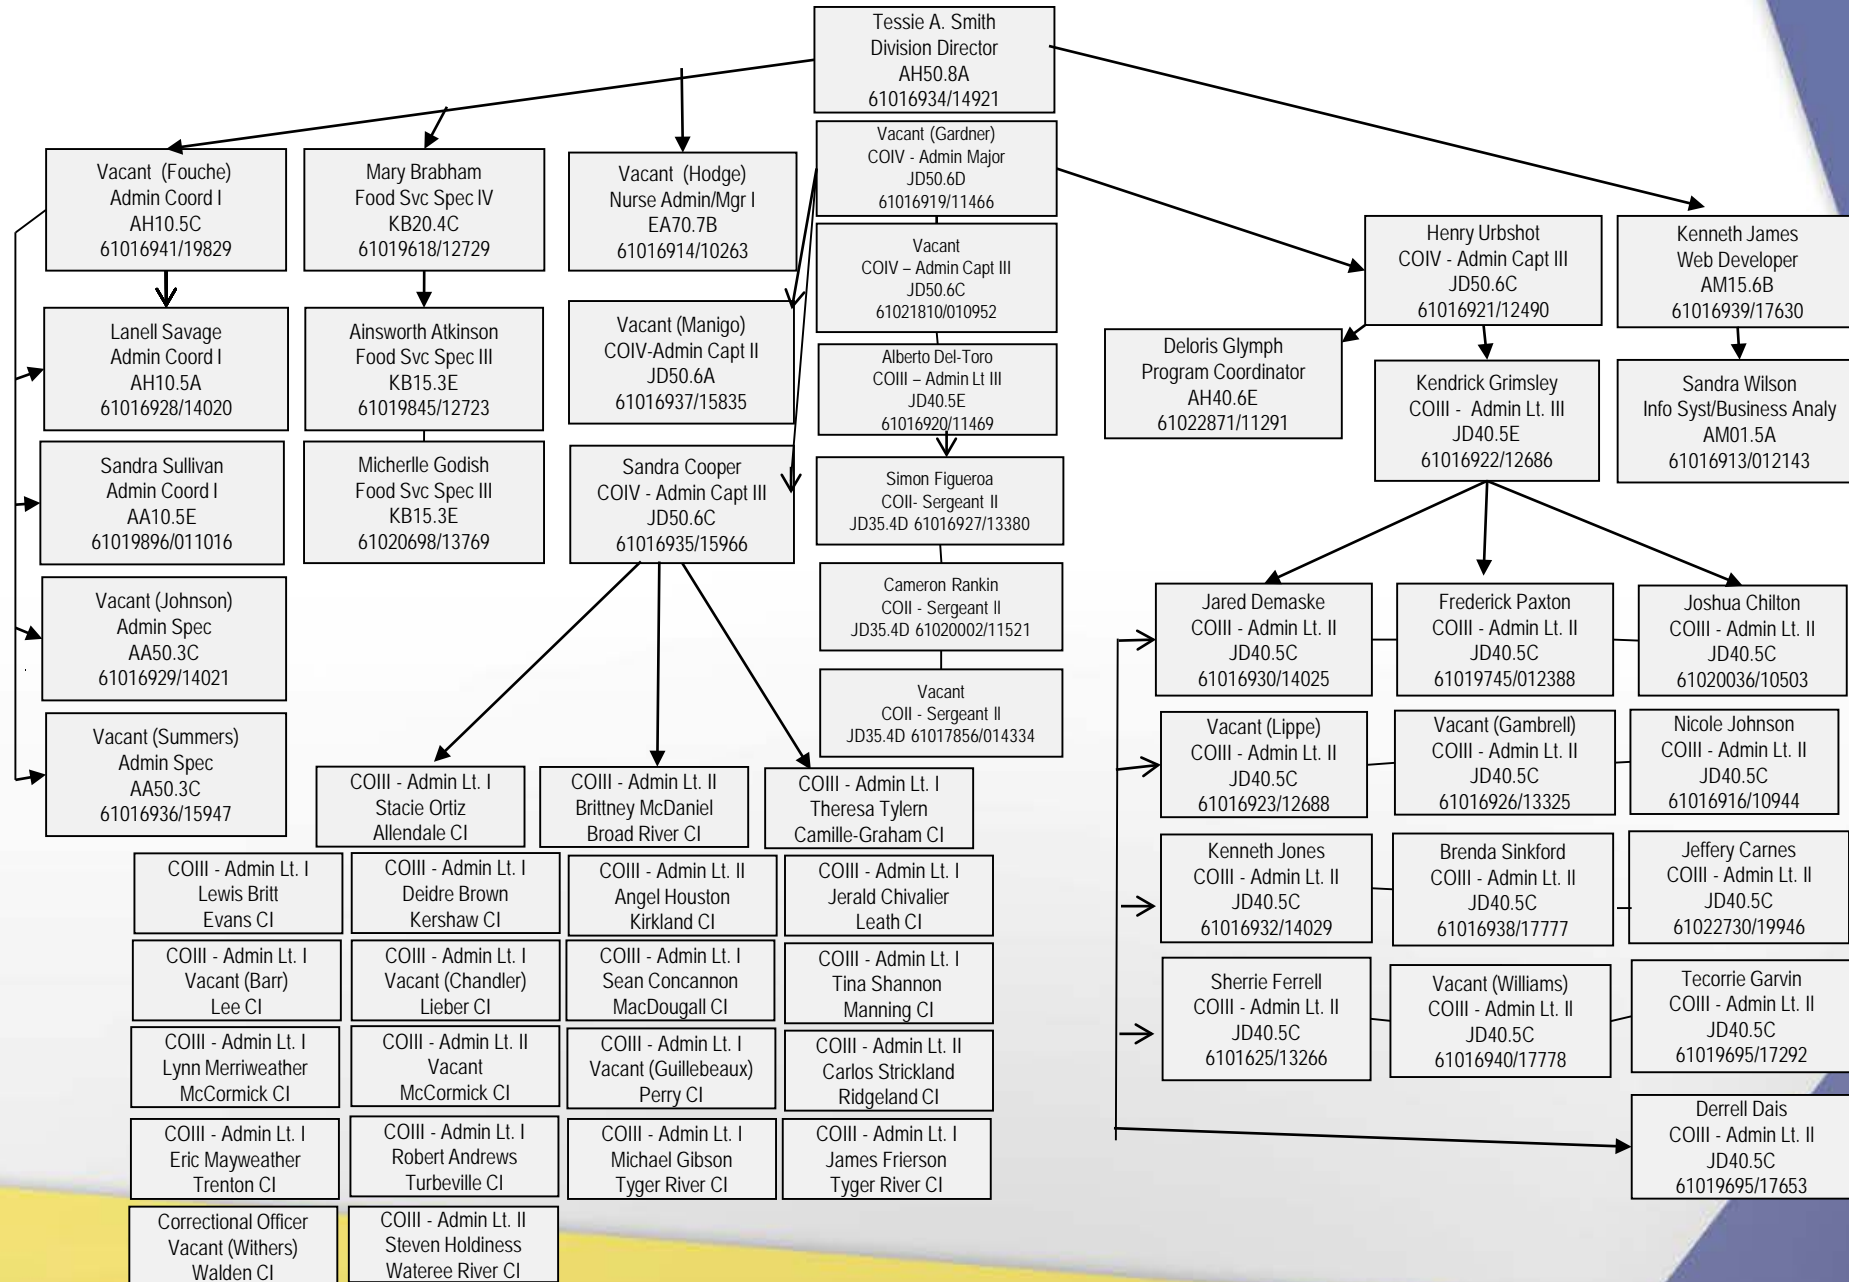 Tessie A. Smith
Division Director
AH50.8A
61016934/14921
Vacant (Gardner)
COIV - Admin Major
JD50.6D
61016919/11466
Vacant (Fouche)
Admin Coord I
AH10.5C
61016941/19829
Mary Brabham
Food Svc Spec IV
KB20.4C
61019618/12729
Vacant (Hodge)
Nurse Admin/Mgr I
EA70.7B
61016914/10263
Vacant
COIV – Admin Capt III
JD50.6C
61021810/010952
Henry Urbshot
COIV - Admin Capt III
JD50.6C
61016921/12490
Kenneth James
Web Developer
AM15.6B
61016939/17630
Lanell Savage
Admin Coord I
AH10.5A
61016928/14020
Ainsworth Atkinson
Food Svc Spec III
KB15.3E
61019845/12723
Vacant (Manigo)
COIV-Admin Capt II
JD50.6A
61016937/15835
Alberto Del-Toro
COIII – Admin Lt III
JD40.5E
61016920/11469
Deloris Glymph
Program Coordinator
AH40.6E
61022871/11291
Kendrick Grimsley
COIII - Admin Lt. III
JD40.5E
61016922/12686
Sandra Wilson
Info Syst/Business Analy
AM01.5A
61016913/012143
Sandra Sullivan
Admin Coord I
AA10.5E
61019896/011016
Micherlle Godish
Food Svc Spec III
KB15.3E
61020698/13769
Sandra Cooper
COIV - Admin Capt III
JD50.6C
61016935/15966
Simon Figueroa
COII- Sergeant II
JD35.4D 61016927/13380
Vacant (Johnson)
Admin Spec
AA50.3C
61016929/14021
Cameron Rankin
COII - Sergeant II
JD35.4D 61020002/11521
Jared Demaske
COIII - Admin Lt. II
JD40.5C
61016930/14025
Frederick Paxton
COIII - Admin Lt. II
JD40.5C
61019745/012388
Joshua Chilton
COIII - Admin Lt. II
JD40.5C
61020036/10503
Vacant (Summers)
Admin Spec
AA50.3C
61016936/15947
Vacant
COII - Sergeant II
JD35.4D 61017856/014334
Vacant (Lippe)
COIII - Admin Lt. II
JD40.5C
61016923/12688
Vacant (Gambrell)
COIII - Admin Lt. II
JD40.5C
61016926/13325
Nicole Johnson
COIII - Admin Lt. II
JD40.5C
61016916/10944
COIII - Admin Lt. I
Stacie Ortiz
Allendale CI
COIII - Admin Lt. II
Brittney McDaniel
Broad River CI
COIII - Admin Lt. I
Theresa Tylern
Camille-Graham CI
Kenneth Jones
COIII - Admin Lt. II
JD40.5C
61016932/14029
Brenda Sinkford
COIII - Admin Lt. II
JD40.5C
61016938/17777
Jeffery Carnes
COIII - Admin Lt. II
JD40.5C
61022730/19946
COIII - Admin Lt. I
Lewis Britt
Evans CI
COIII - Admin Lt. I
Deidre Brown
Kershaw CI
COIII - Admin Lt. II
Angel Houston
Kirkland CI
COIII - Admin Lt. I
Jerald Chivalier
Leath CI
COIII - Admin Lt. I
Vacant (Barr)
Lee CI
COIII - Admin Lt. I
Vacant (Chandler)
Lieber CI
COIII - Admin Lt. I
Sean Concannon
MacDougall CI
COIII - Admin Lt. I
Tina Shannon
Manning CI
Sherrie Ferrell
COIII - Admin Lt. II
JD40.5C
6101625/13266
Vacant (Williams)
COIII - Admin Lt. II
JD40.5C
61016940/17778
Tecorrie Garvin
COIII - Admin Lt. II
JD40.5C
61019695/17292
COIII - Admin Lt. I
Lynn Merriweather
McCormick CI
COIII - Admin Lt. II
Vacant
McCormick CI
COIII - Admin Lt. I
Vacant (Guillebeaux)
Perry CI
COIII - Admin Lt. II
Carlos Strickland
Ridgeland CI
Derrell Dais
COIII - Admin Lt. II
JD40.5C
61019695/17653
COIII - Admin Lt. I
Eric Mayweather
Trenton CI
COIII - Admin Lt. I
Robert Andrews
Turbeville CI
COIII - Admin Lt. I
Michael Gibson
Tyger River CI
COIII - Admin Lt. I
James Frierson
Tyger River CI
Correctional Officer
Vacant (Withers)
Walden CI
COIII - Admin Lt. II
Steven Holdiness
Wateree River CI